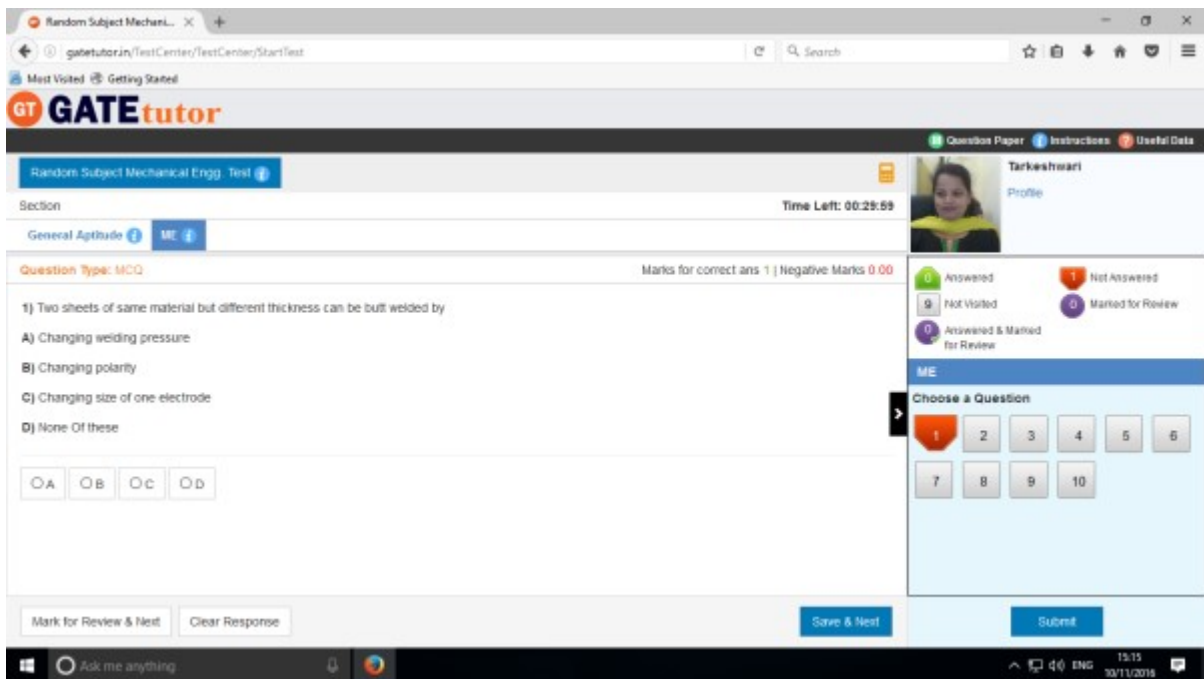 Random Subject Mechani...
gatetutor.in/TestCenter/TestCenter/StartTest
Search
Most Visited Getting Started
GT GATEtutor
Question Paper Instructions Useful Data
Random Subject Mechanical Engg. Test
Tarkeshwari
Profile
Section
Time Left: 00:29:59
General Aptitude ME
Question Type: MCQ
Marks for correct ans 1 | Negative Marks 0.00
1) Two sheets of same material but different thickness can be butt welded by
A) Changing welding pressure
B) Changing polarity
C) Changing size of one electrode
D) None Of these
A B C D
0 Answered 1 Not Answered
9 Not Visited 0 Marked for Review
0 Answered & Marked
for Review
ME
Choose a Question
1 2 3 4 5 6
7 8 9 10
Mark for Review & Next Clear Response Save & Next Submit
Ask me anything
ENG
15:15
10/11/2016